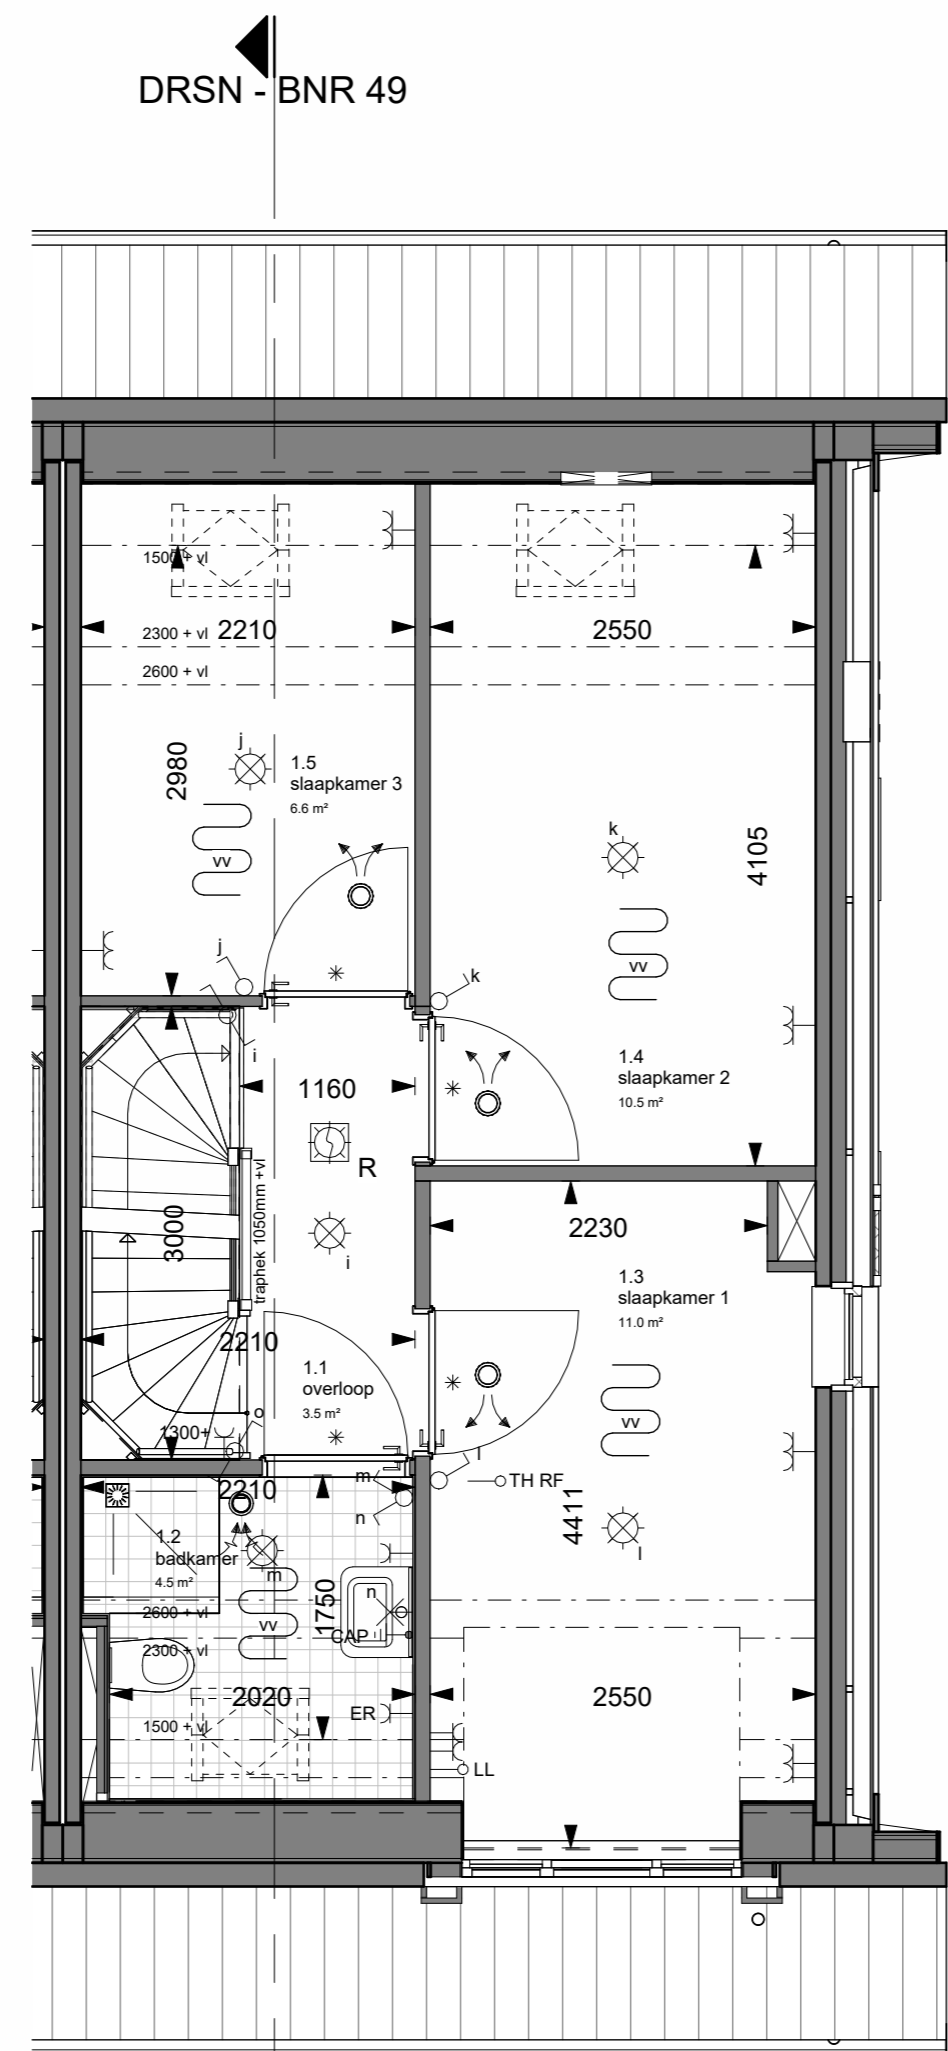 DRSN - BNR 49
1500 + vl
2300 + vl
2210
2550
2600 + vl
j
1.5
slaapkamer 3
6.6 m²
2980
k
4105
vv
j
vv
k
i
1.4
slaapkamer 2
10.5 m²
1160
R
traphek 1050mm +vl
3000
2230
i
1.3
slaapkamer 1
11.0 m²
2210
1.1
overloop
3.5 m²
vv
o
1300+
l
m
TH RF
2210
n
4411
1.2
badkamer
4.5 m²
l
m
n
1750
2600 + vl
vv
CAP
2300 + vl
2020
2550
ER
1500 + vl
LL